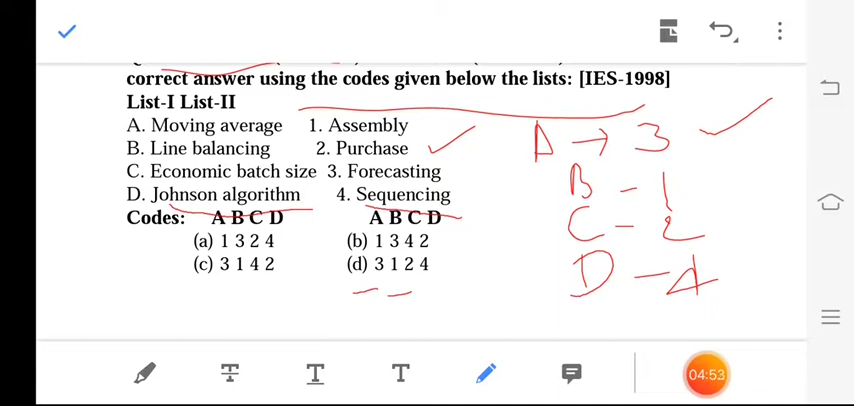 correct answer using the codes given below the lists: [IES-1998]
List-I List-II
A. Moving average 1. Assembly
B. Line balancing 2. Purchase
C. Economic batch size 3. Forecasting
D. Johnson algorithm 4. Sequencing
Codes: A B C D A B C D
(a) 1 3 2 4 (b) 1 3 4 2
(c) 3 1 4 2 (d) 3 1 2 4
A → 3
B - 1
C - 2
D - 4
T T T
04:53